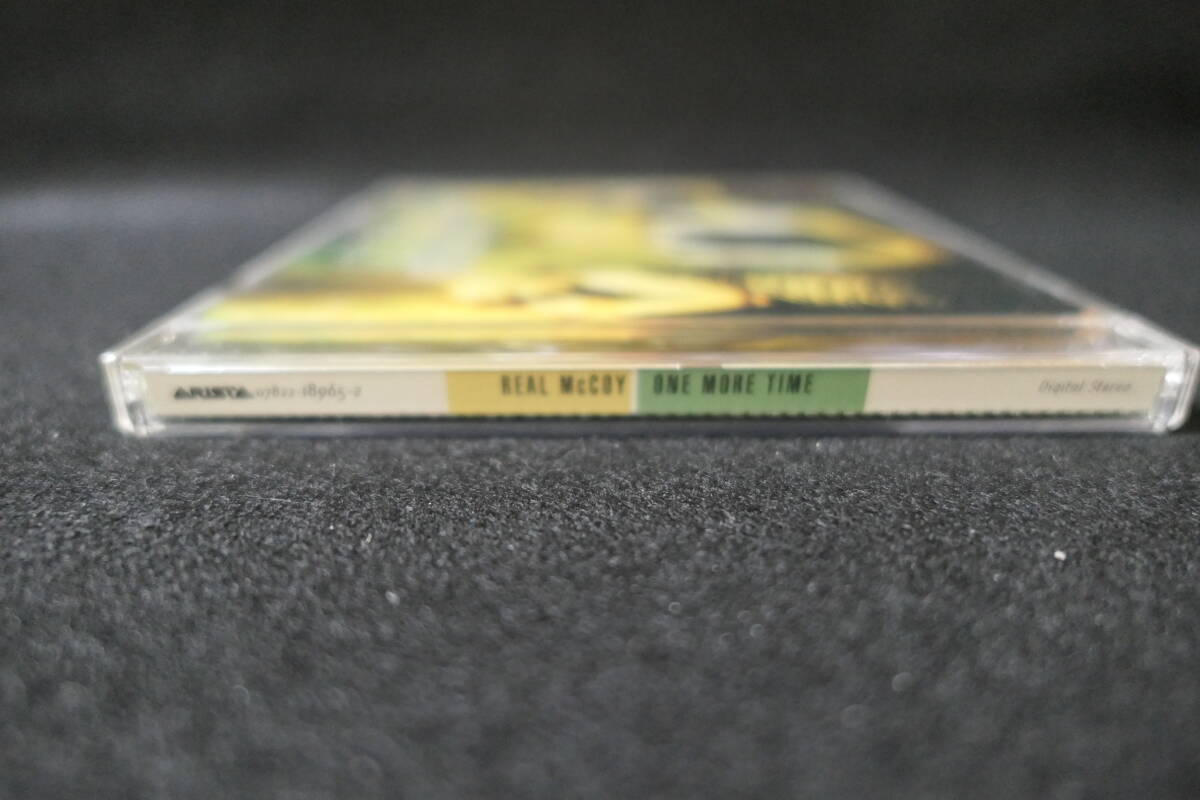 ARISTA 07822-18965-2 REAL McCOY ONE MORE TIME Digital Stereo